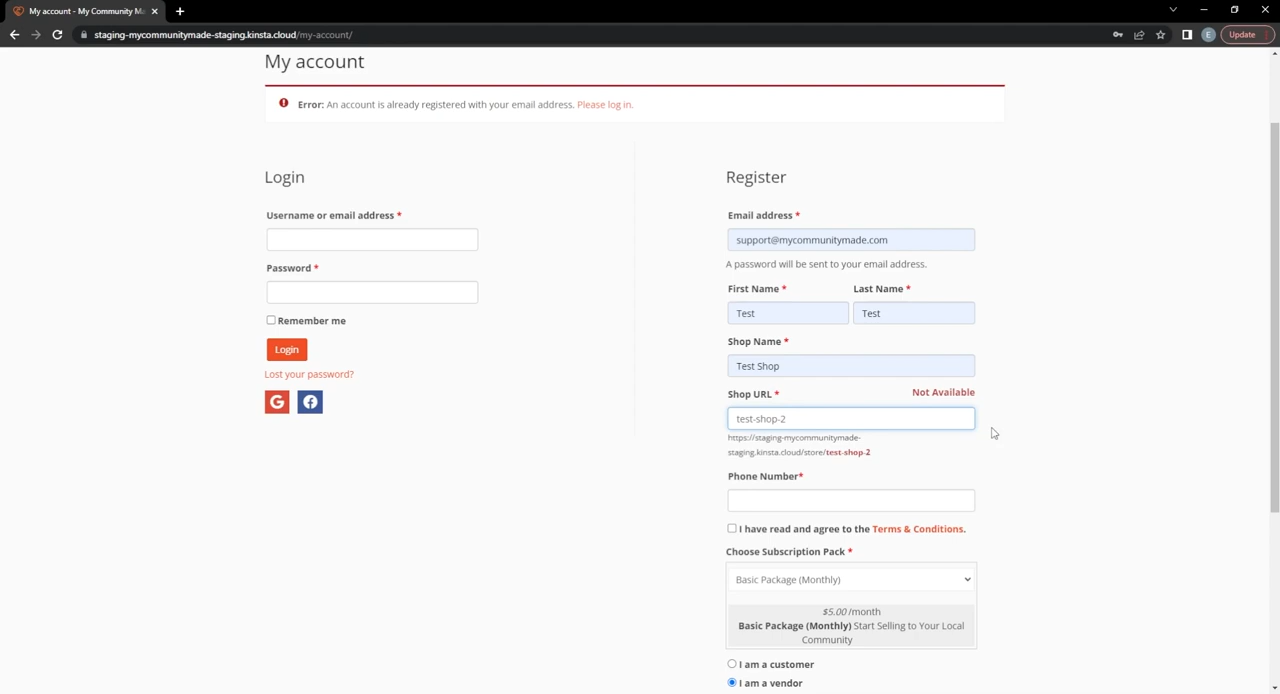 My account - My Community Ma
staging-mycommunitymade-staging.kinsta.cloud/my-account/
E
Update
My account
Error: An account is already registered with your email address. Please log in.
Login
Username or email address *
Password *
Remember me
Login
Lost your password?
G
Register
Email address *
support@mycommunitymade.com
A password will be sent to your email address.
First Name *
Last Name *
Test
Test
Shop Name *
Test Shop
Shop URL *
Not Available
test-shop-2
https://staging-mycommunitymade-
staging.kinsta.cloud/store/test-shop-2
Phone Number*
I have read and agree to the Terms & Conditions.
Choose Subscription Pack *
Basic Package (Monthly)
$5.00 /month
Basic Package (Monthly) Start Selling to Your Local
Community
I am a customer
I am a vendor